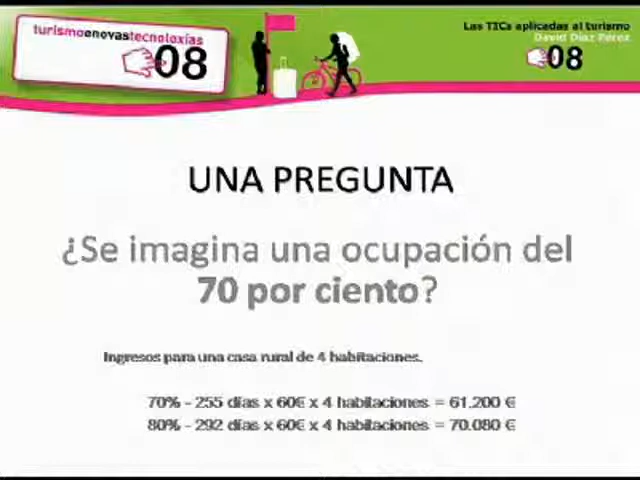 turismoenovastecnoloxías
08
Las TICs aplicadas al turismo
David Díaz Pérez
08
UNA PREGUNTA
¿Se imagina una ocupación del
70 por ciento?
Ingresos para una casa rural de 4 habitaciones.
70% - 255 días x 60€ x 4 habitaciones = 61.200 €
80% - 292 días x 60€ x 4 habitaciones = 70.080 €